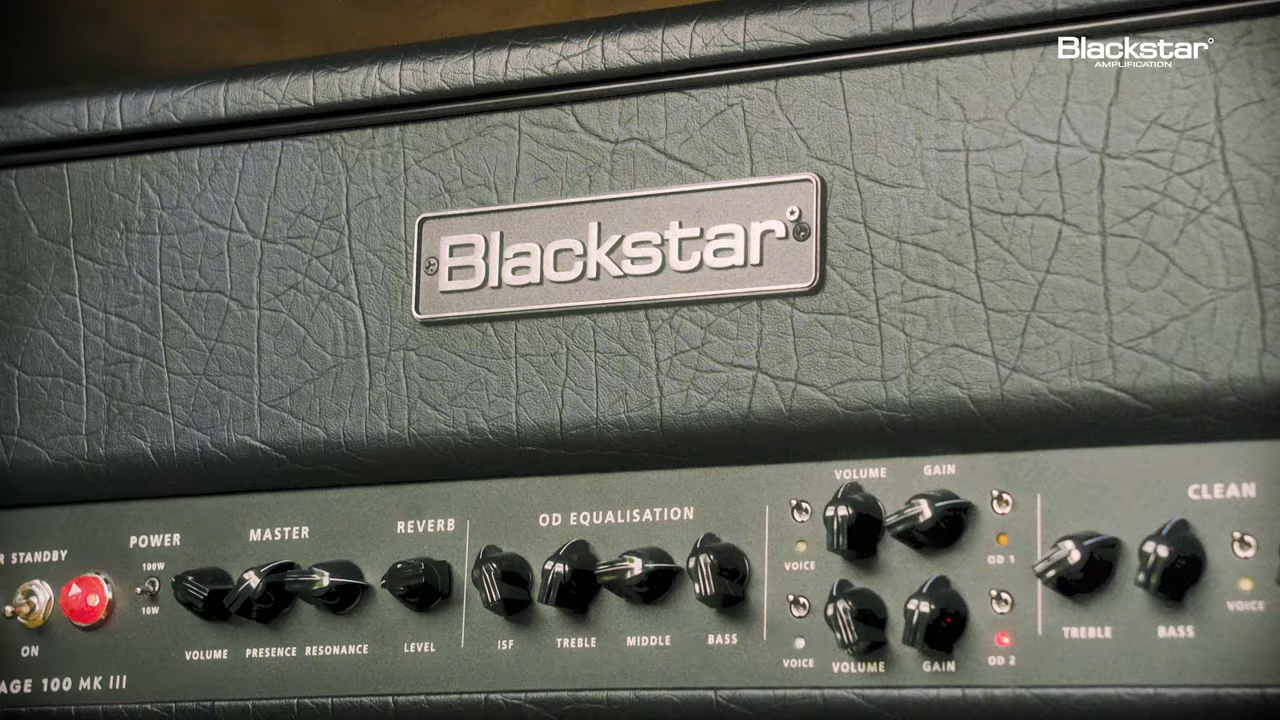 Blackstar
AMPLIFICATION
Blackstar
VOLUME GAIN
CLEAN
OD EQUALISATION
REVERB
MASTER
POWER
STANDBY
100W
10W
VOICE
OD 1
VOICE
ON
VOLUME PRESENCE RESONANCE
LEVEL
ISF
TREBLE
MIDDLE
BASS
VOICE
VOLUME GAIN
OD 2
TREBLE
BASS
100 MK III